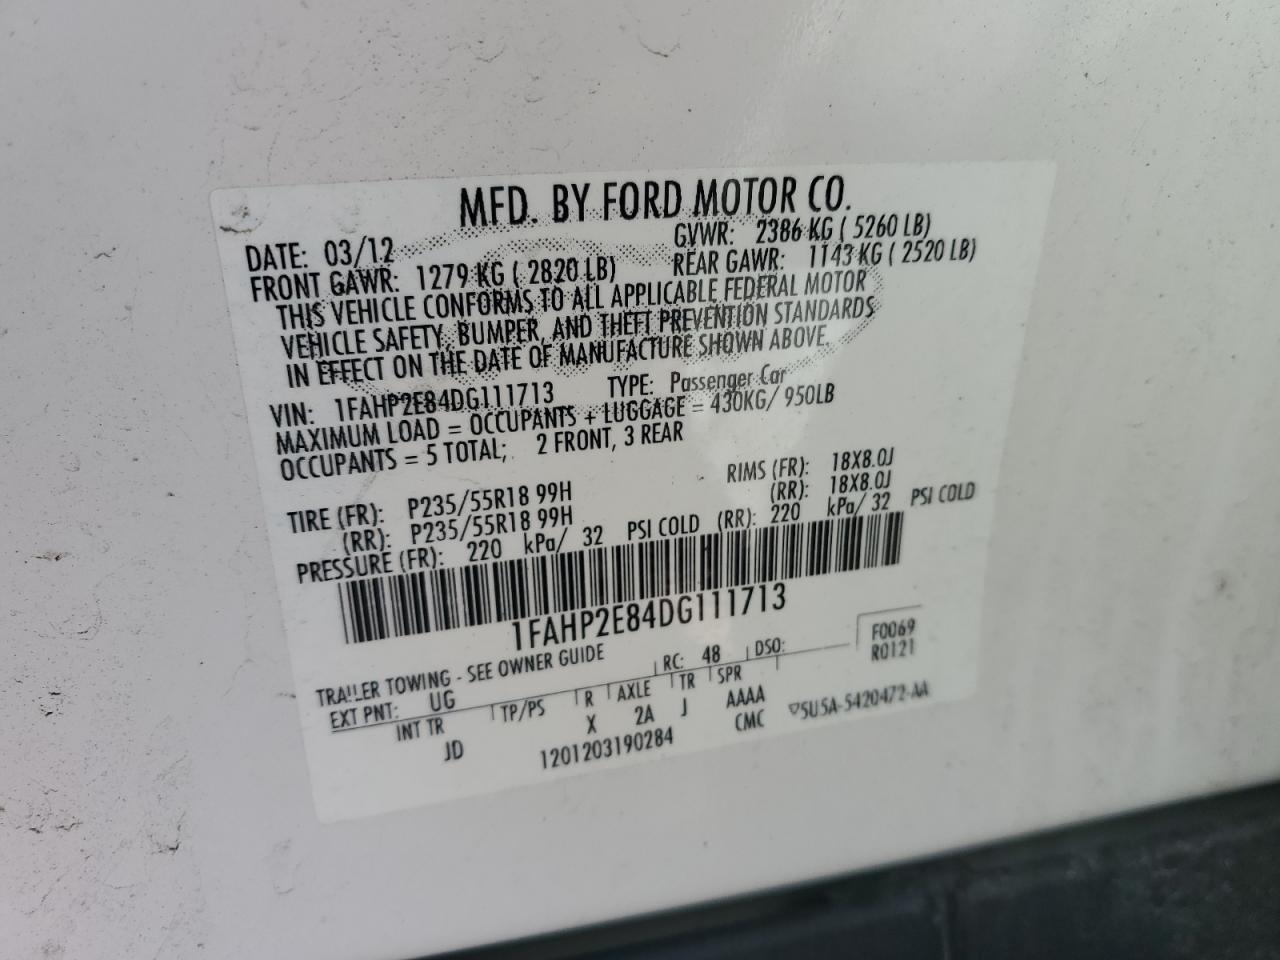 MFD. BY FORD MOTOR CO.
DATE: 03/12 GVWR: 2386 KG ( 5260 LB)
FRONT GAWR: 1279 KG ( 2820 LB) REAR GAWR: 1143 KG ( 2520 LB)
THIS VEHICLE CONFORMS TO ALL APPLICABLE FEDERAL MOTOR
VEHICLE SAFETY, BUMPER, AND THEFT PREVENTION STANDARDS
IN EFFECT ON THE DATE OF MANUFACTURE SHOWN ABOVE.
VIN: 1FAHP2E84DG111713 TYPE: Passenger Car
MAXIMUM LOAD = OCCUPANTS + LUGGAGE = 430KG/ 950LB
OCCUPANTS = 5 TOTAL; 2 FRONT, 3 REAR
TIRE (FR): P235/55R18 99H RIMS (FR): 18X8.0J
(RR): P235/55R18 99H (RR): 18X8.0J
PRESSURE (FR): 220 kPa/ 32 PSI COLD (RR): 220 kPa/ 32 PSI COLD
1FAHP2E84DG111713
TRAILER TOWING - SEE OWNER GUIDE
F0069
EXT PNT: UG RC: 48 DSO: R0121
INT TR TP/PS R AXLE TR SPR
JD X 2A J AAAA
1201203190284 CMC 5U5A-5420472-AA